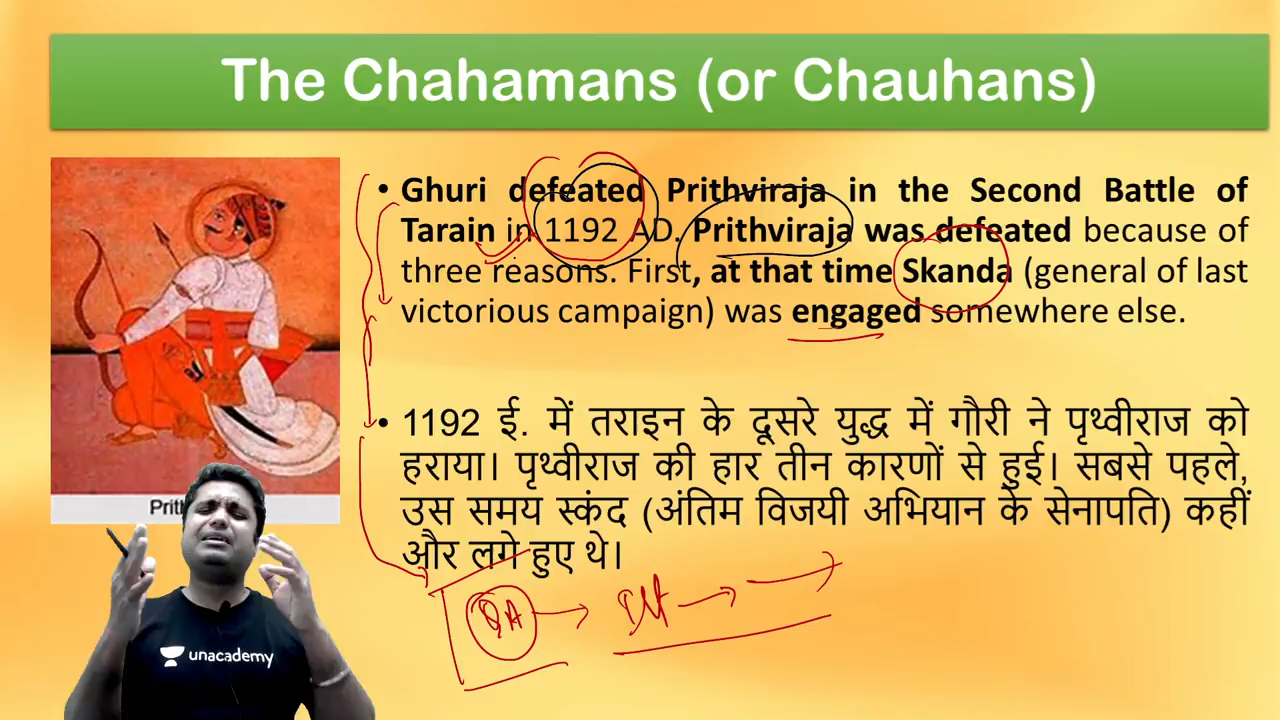 The Chahamans (or Chauhans)
• Ghuri defeated Prithviraja in the Second Battle of
Tarain in 1192 AD. Prithviraja was defeated because of
three reasons. First, at that time Skanda (general of last
victorious campaign) was engaged somewhere else.
• 1192 ई. में तराइन के दूसरे युद्ध में गौरी ने पृथ्वीराज को
हराया। पृथ्वीराज की हार तीन कारणों से हुई। सबसे पहले,
उस समय स्कंद (अंतिम विजयी अभियान के सेनापति) कहीं
और लगे हुए थे।
unacademy